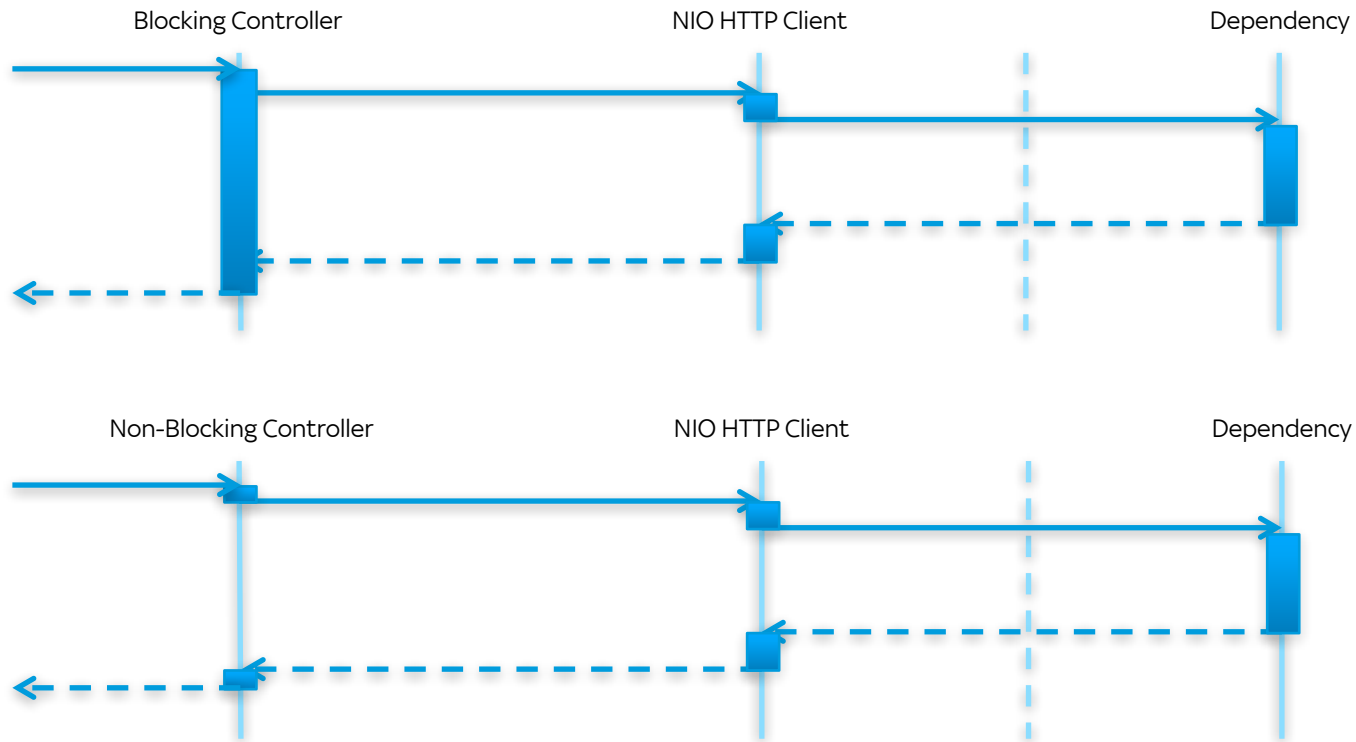 Blocking Controller
NIO HTTP Client
Dependency
Non-Blocking Controller
NIO HTTP Client
Dependency